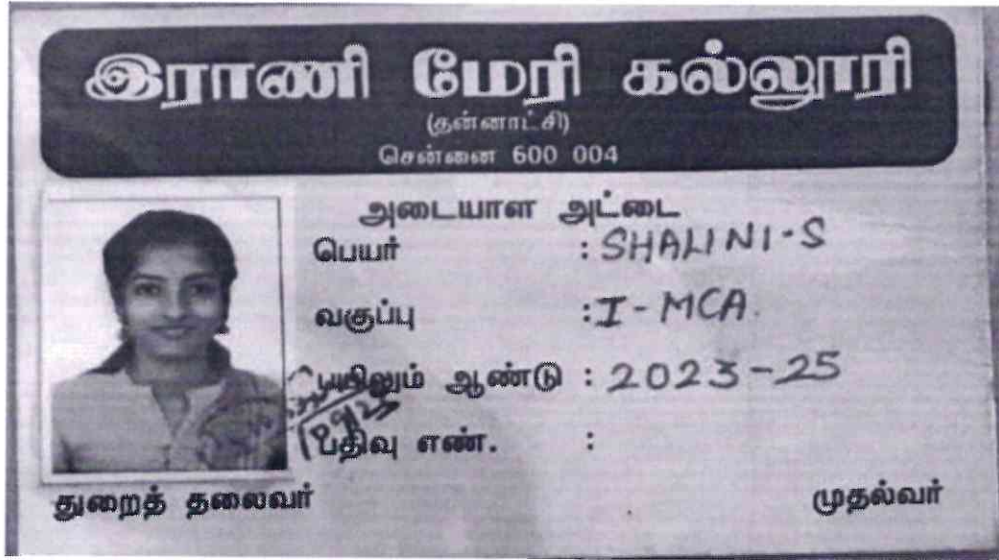 இராணி மேரி கல்லூரி
(தன்னாட்சி)
சென்னை 600 004
அடையாள அட்டை
பெயர் : SHALINI-S
வகுப்பு : I - MCA.
பயிலும் ஆண்டு : 2023-25
பதிவு எண். :
துறைத் தலைவர் முதல்வர்